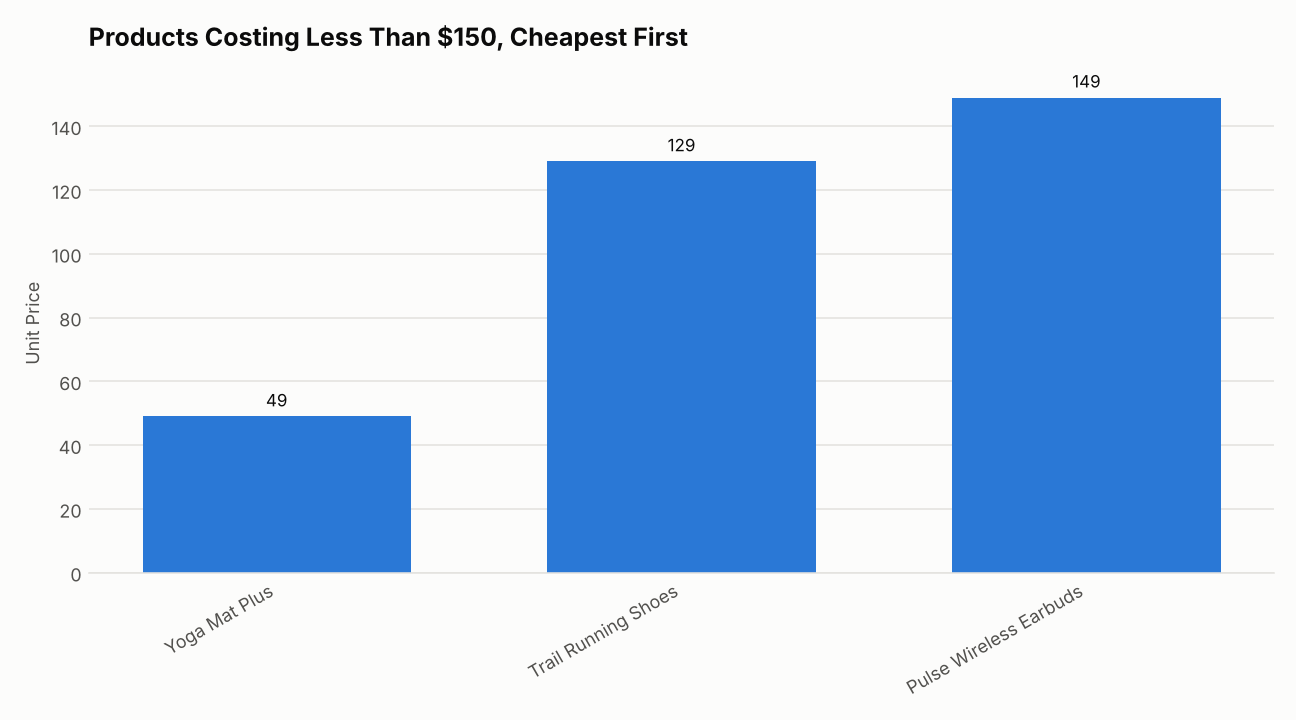 Products Costing Less Than $150, Cheapest First
Unit Price
140
120
100
80
60
40
20
0
49
129
149
Yoga Mat Plus
Trail Running Shoes
Pulse Wireless Earbuds